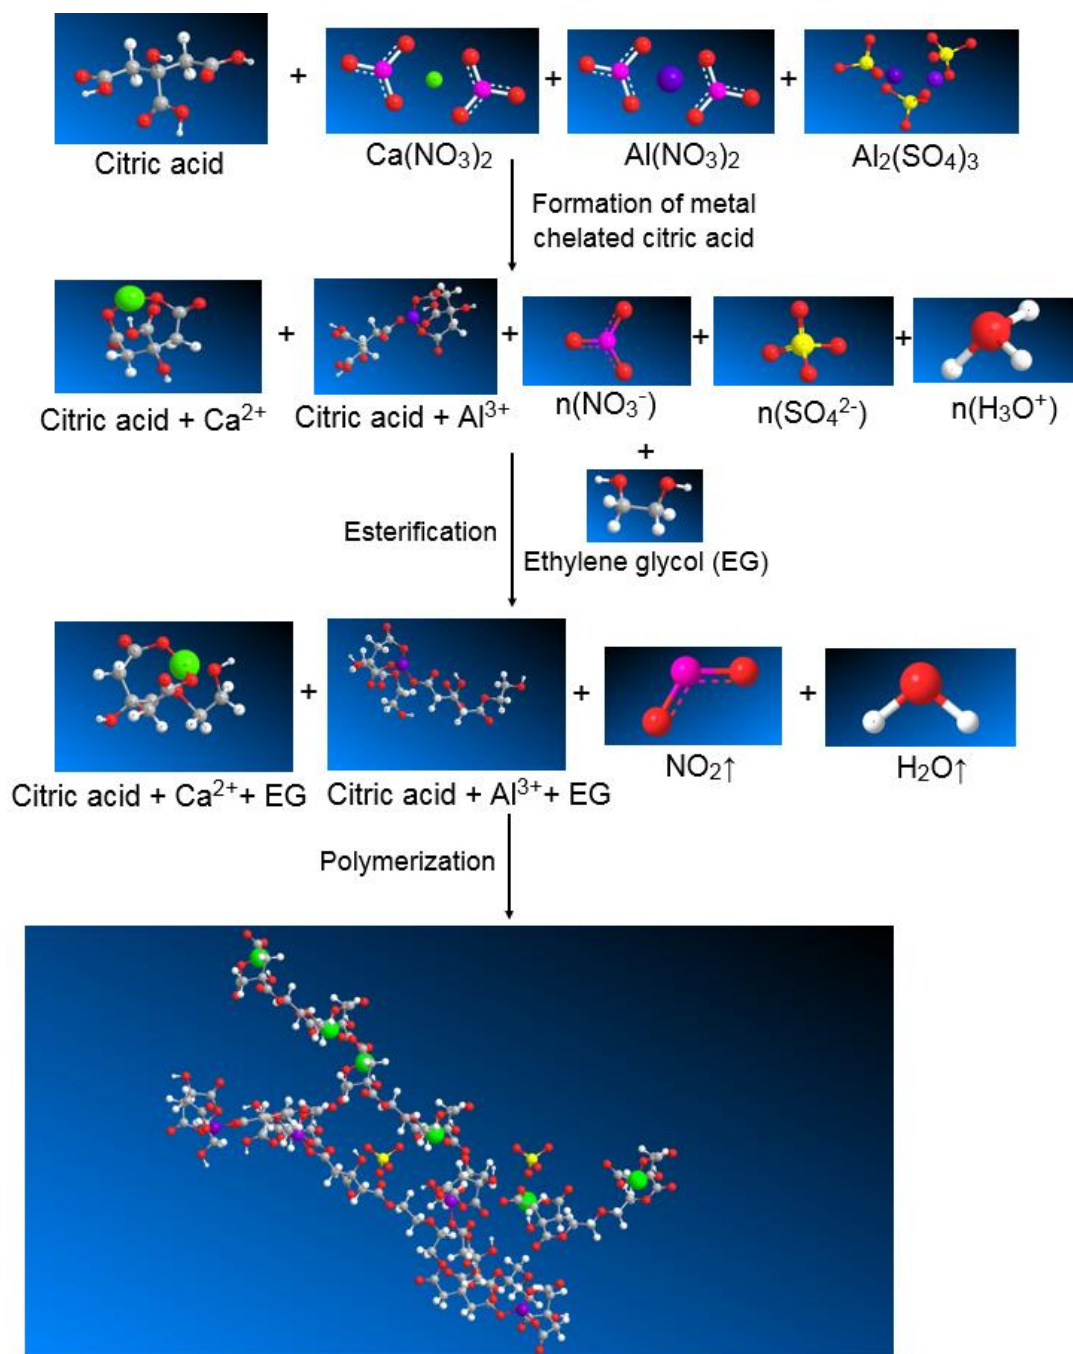 + + +
Citric acid Ca(NO₃)₂ Al(NO₃)₂ Al₂(SO₄)₃
Formation of metal
chelated citric acid
+ + + +
Citric acid + Ca²⁺ Citric acid + Al³⁺ n(NO₃⁻) n(SO₄²⁻) n(H₃O⁺)
+
Esterification
Ethylene glycol (EG)
+ + +
Citric acid + Ca²⁺+ EG Citric acid + Al³⁺+ EG NO₂↑ H₂O↑
Polymerization